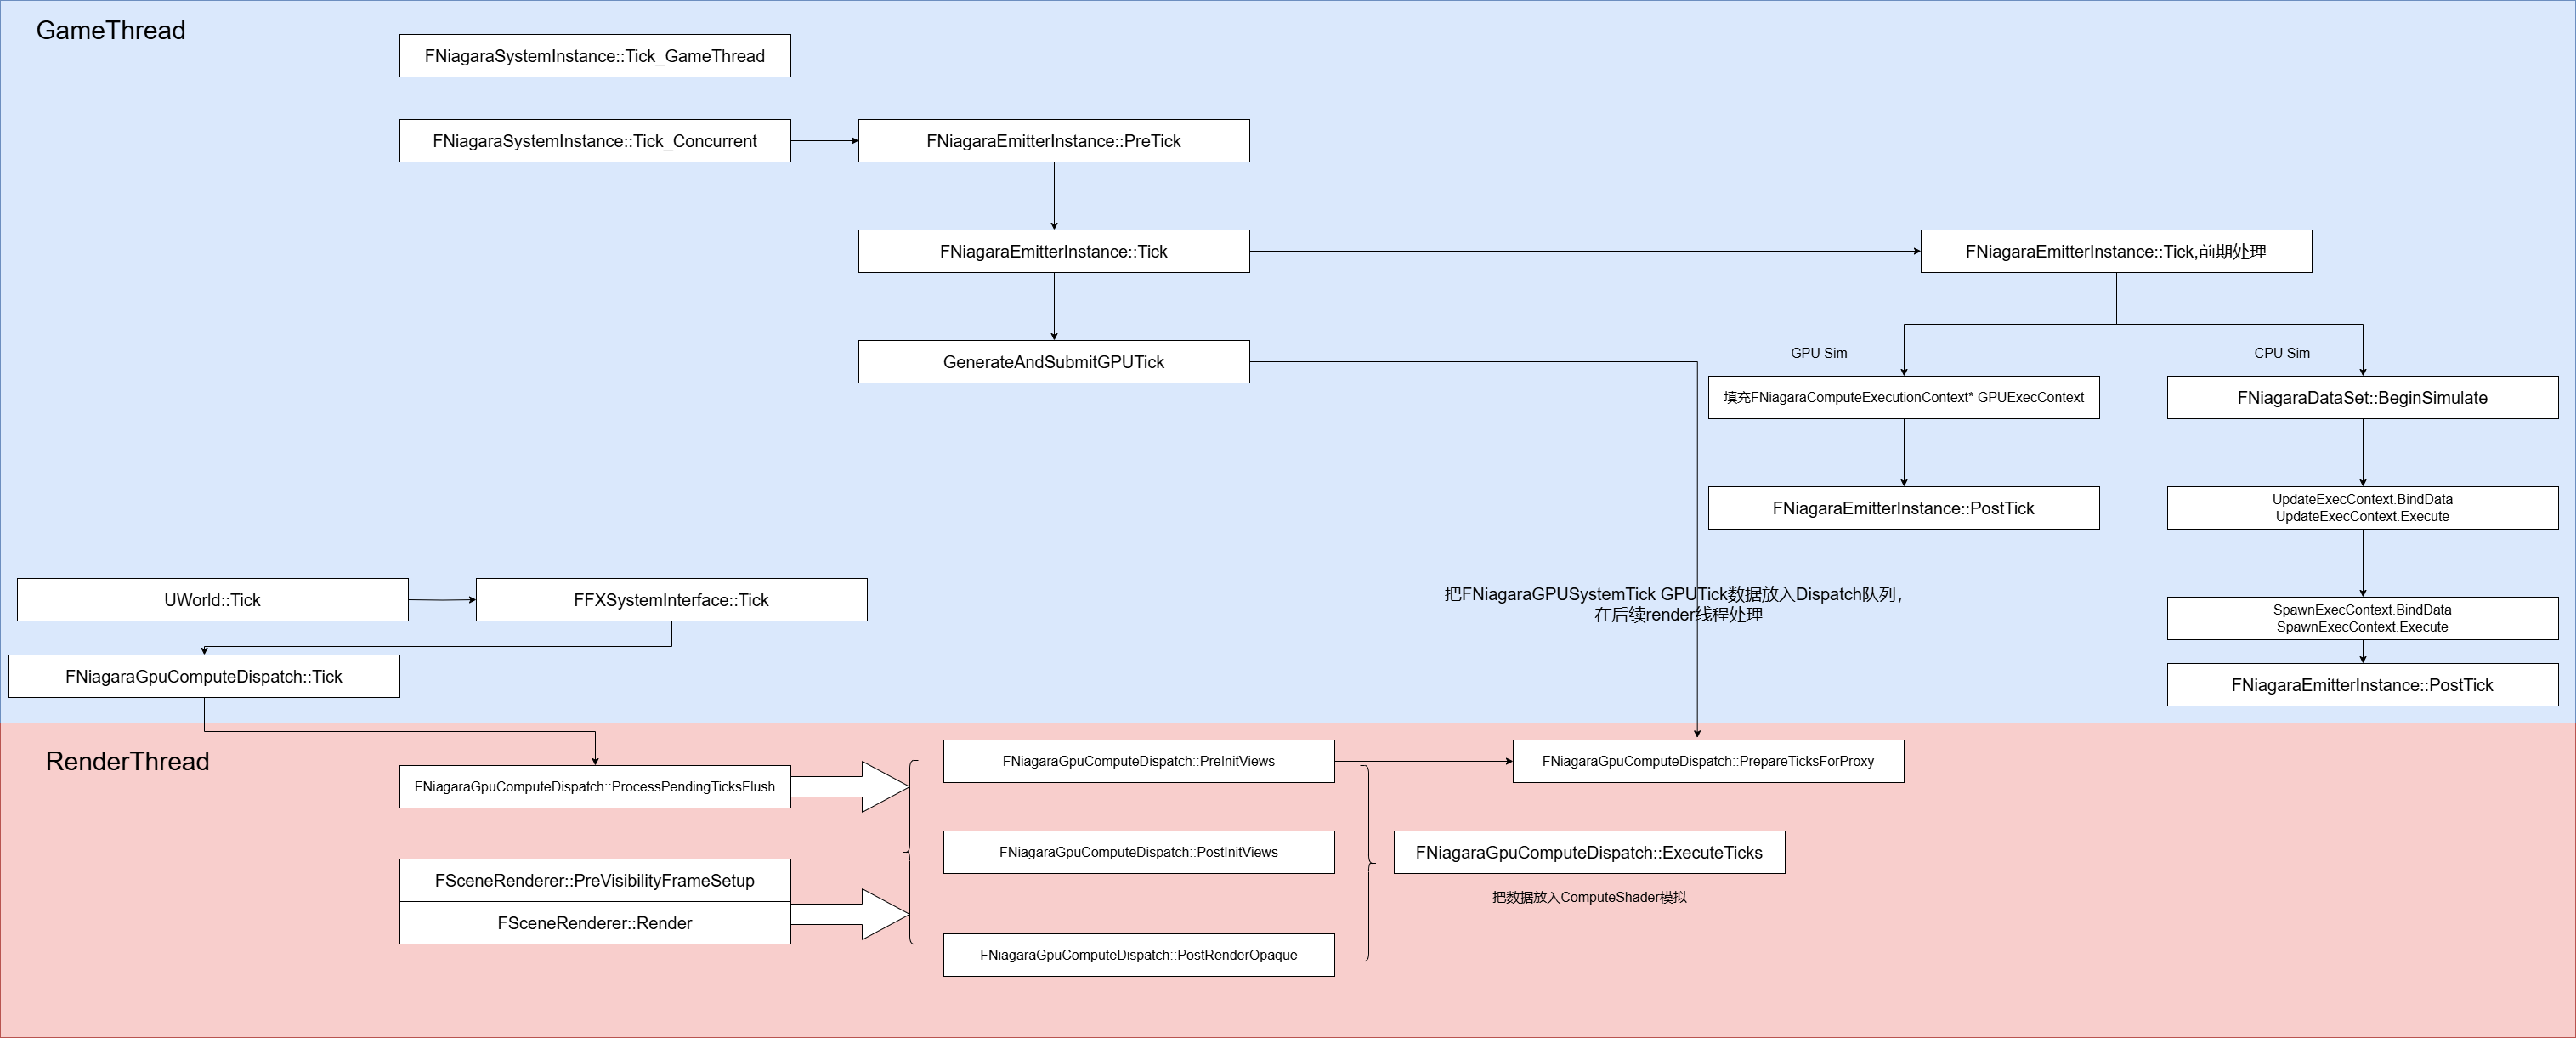 GameThread
FNiagaraSystemInstance::Tick_GameThread
FNiagaraSystemInstance::Tick_Concurrent
FNiagaraEmitterInstance::PreTick
FNiagaraEmitterInstance::Tick
FNiagaraEmitterInstance::Tick,前期处理
GenerateAndSubmitGPUTick
GPU Sim
CPU Sim
填充FNiagaraComputeExecutionContext* GPUExecContext
FNiagaraDataSet::BeginSimulate
FNiagaraEmitterInstance::PostTick
UpdateExecContext.BindData
UpdateExecContext.Execute
UWorld::Tick
FFXSystemInterface::Tick
把FNiagaraGPUSystemTick GPUTick数据放入Dispatch队列，
在后续render线程处理
SpawnExecContext.BindData
SpawnExecContext.Execute
FNiagaraGpuComputeDispatch::Tick
FNiagaraEmitterInstance::PostTick
RenderThread
FNiagaraGpuComputeDispatch::ProcessPendingTicksFlush
FNiagaraGpuComputeDispatch::PreInitViews
FNiagaraGpuComputeDispatch::PrepareTicksForProxy
FNiagaraGpuComputeDispatch::PostInitViews
FNiagaraGpuComputeDispatch::ExecuteTicks
FSceneRenderer::PreVisibilityFrameSetup
把数据放入ComputeShader模拟
FSceneRenderer::Render
FNiagaraGpuComputeDispatch::PostRenderOpaque